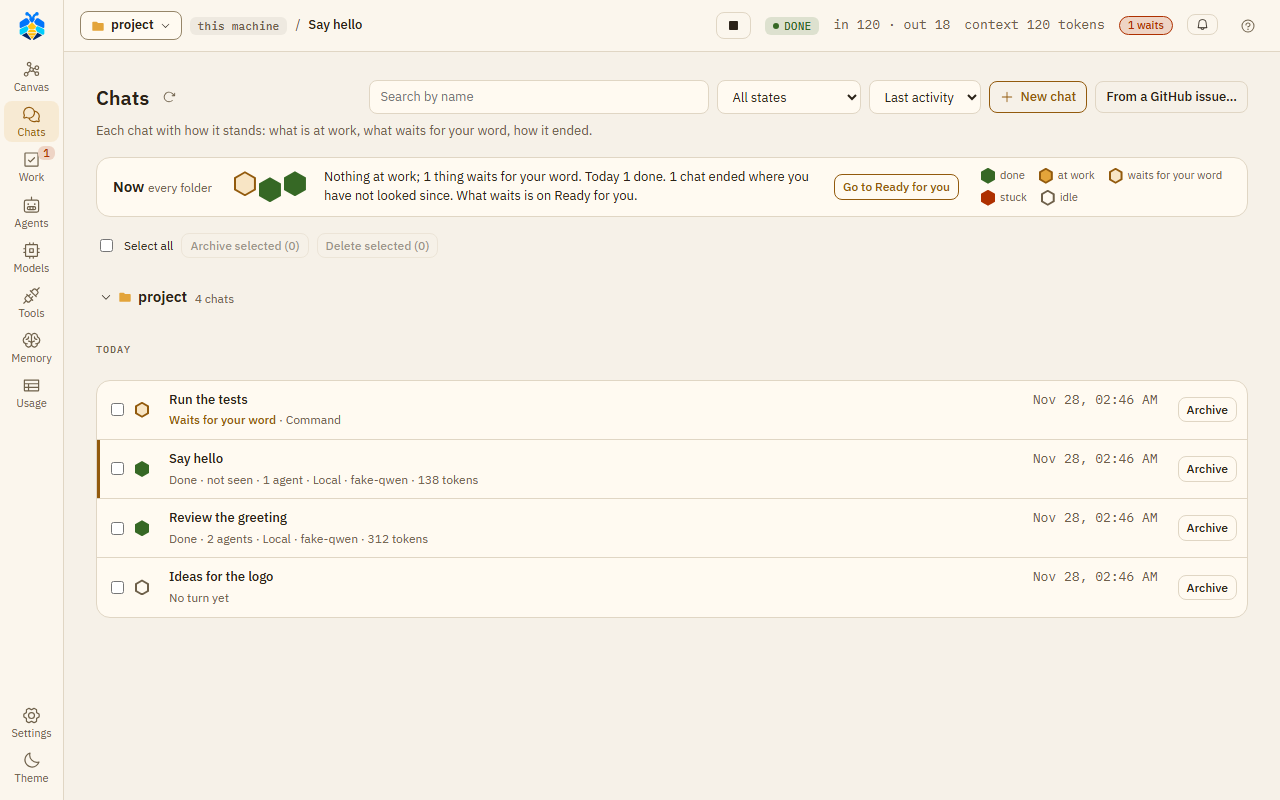 project
this machine / Say hello
DONE
in 120 · out 18
context 120 tokens
1 waits
Canvas
Chats
Work
1
Agents
Models
Tools
Memory
Usage
Settings
Theme
Chats
Search by name
All states
Last activity
New chat
From a GitHub issue...
Each chat with how it stands: what is at work, what waits for your word, how it ended.
Now every folder
Nothing at work; 1 thing waits for your word. Today 1 done. 1 chat ended where you
have not looked since. What waits is on Ready for you.
Go to Ready for you
done
at work
waits for your word
stuck
idle
Select all
Archive selected (0)
Delete selected (0)
project 4 chats
TODAY
Run the tests
Waits for your word · Command
Nov 28, 02:46 AM
Archive
Say hello
Done · not seen · 1 agent · Local · fake-qwen · 138 tokens
Nov 28, 02:46 AM
Archive
Review the greeting
Done · 2 agents · Local · fake-qwen · 312 tokens
Nov 28, 02:46 AM
Archive
Ideas for the logo
No turn yet
Nov 28, 02:46 AM
Archive